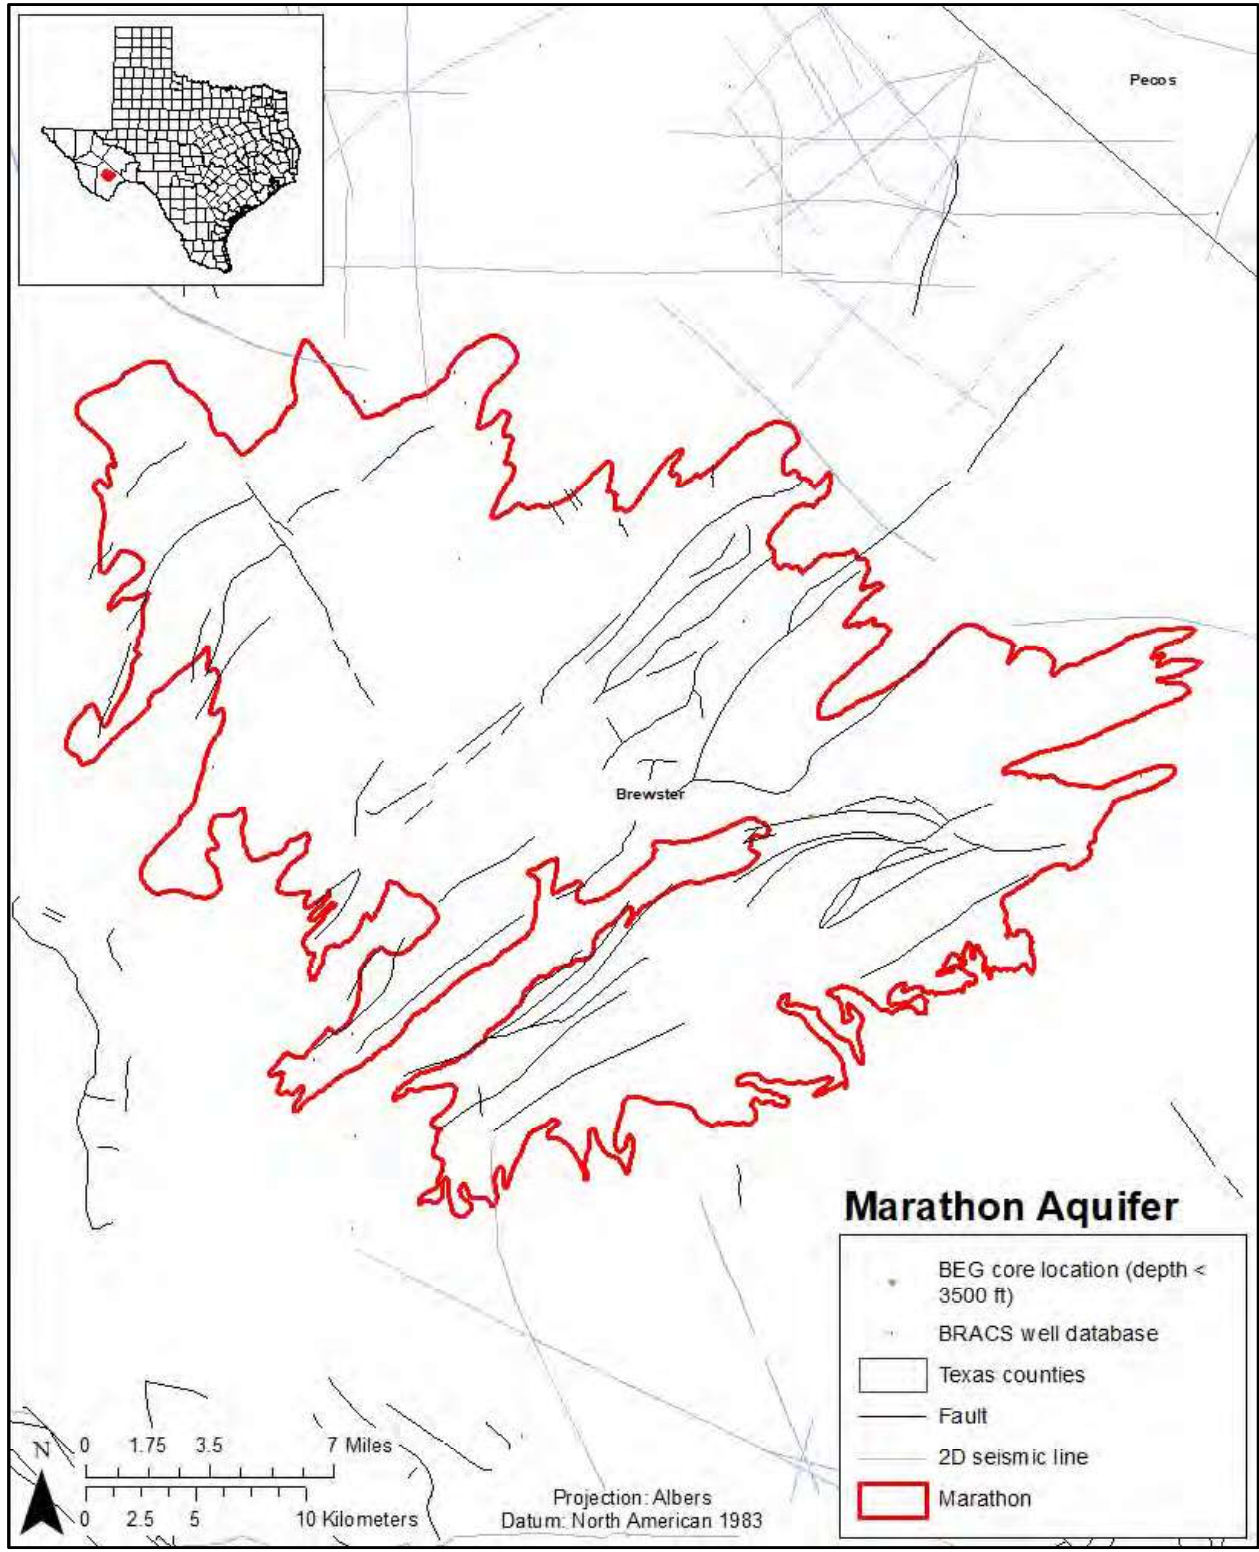 Pecos
Brewster
Marathon Aquifer
BEG core location (depth <
3500 ft)
BRACS well database
Texas counties
Fault
2D seismic line
Marathon
N
0 1.75 3.5 7 Miles
0 2.5 5 10 Kilometers
Projection: Albers
Datum: North American 1983